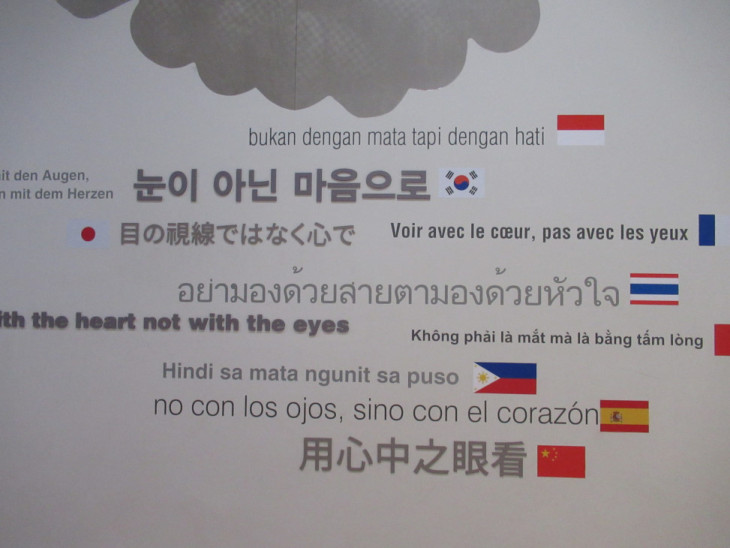 bukan dengan mata tapi dengan hati
it den Augen,
n mit dem Herzen
눈이 아닌 마음으로
目の視線ではなく心で
Voir avec le cœur, pas avec les yeux
อย่ามองด้วยสายตามองด้วยหัวใจ
ith the heart not with the eyes
Không phải là mắt mà là bằng tấm lòng
Hindi sa mata ngunit sa puso
no con los ojos, sino con el corazón
用心中之眼看